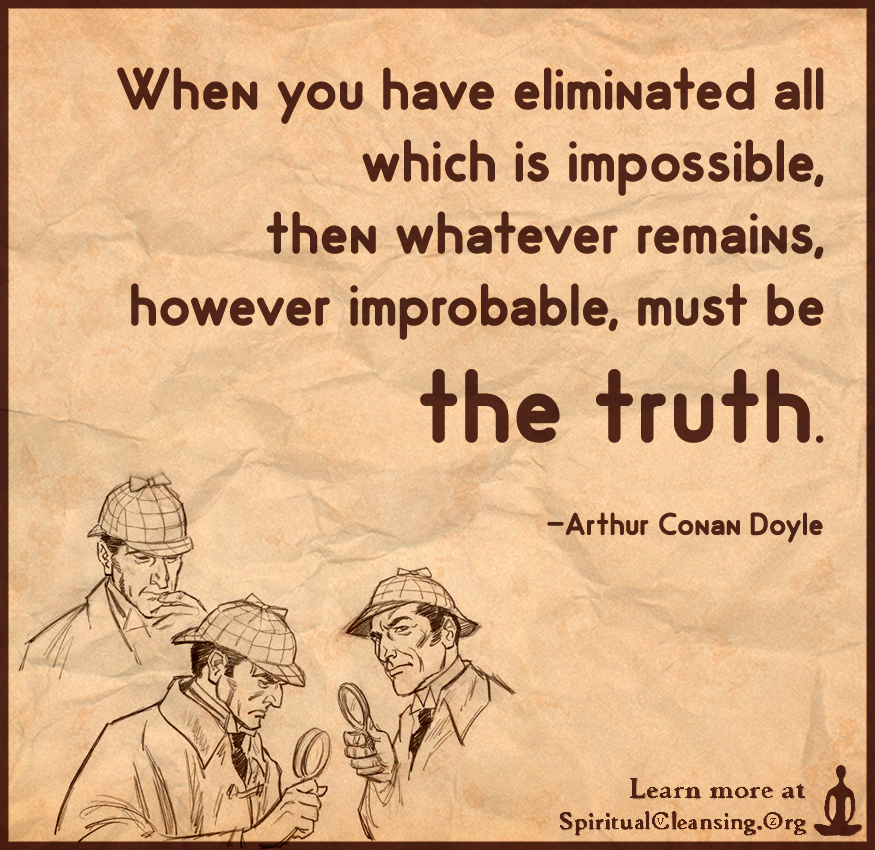 When you have eliminated all
which is impossible,
then whatever remains,
however improbable, must be
the truth.
–Arthur Conan Doyle
Learn more at
SpiritualCleansing.Org